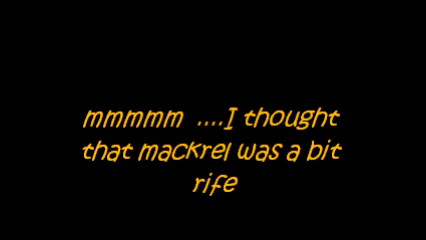 mmmmm ....I thought
that mackrel was a bit
rife